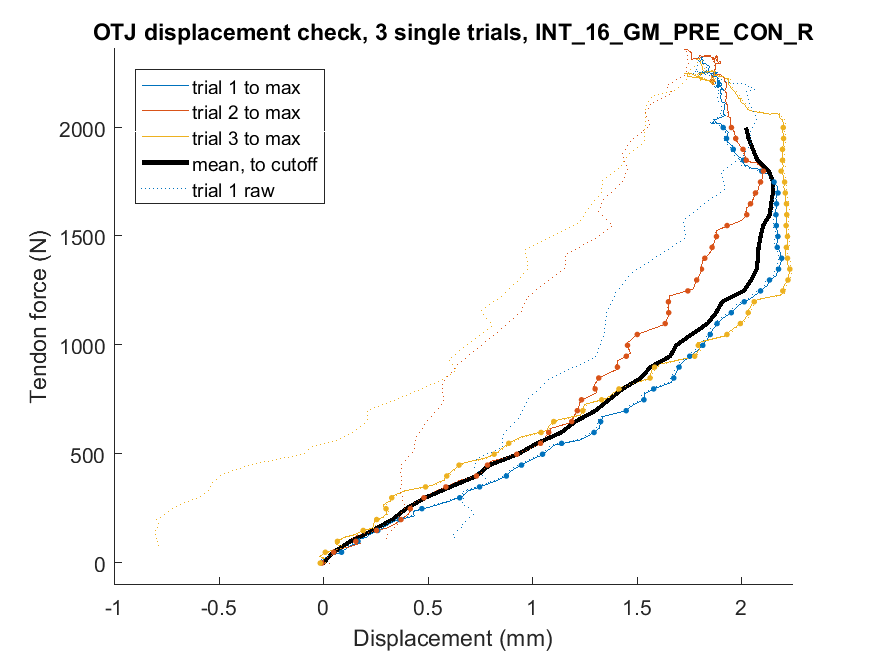 OTJ displacement check, 3 single trials, INT_16_GM_PRE_CON_R
trial 1 to max
trial 2 to max
trial 3 to max
mean, to cutoff
trial 1 raw
2000
1500
1000
500
0
Tendon force (N)
-1 -0.5 0 0.5 1 1.5 2
Displacement (mm)